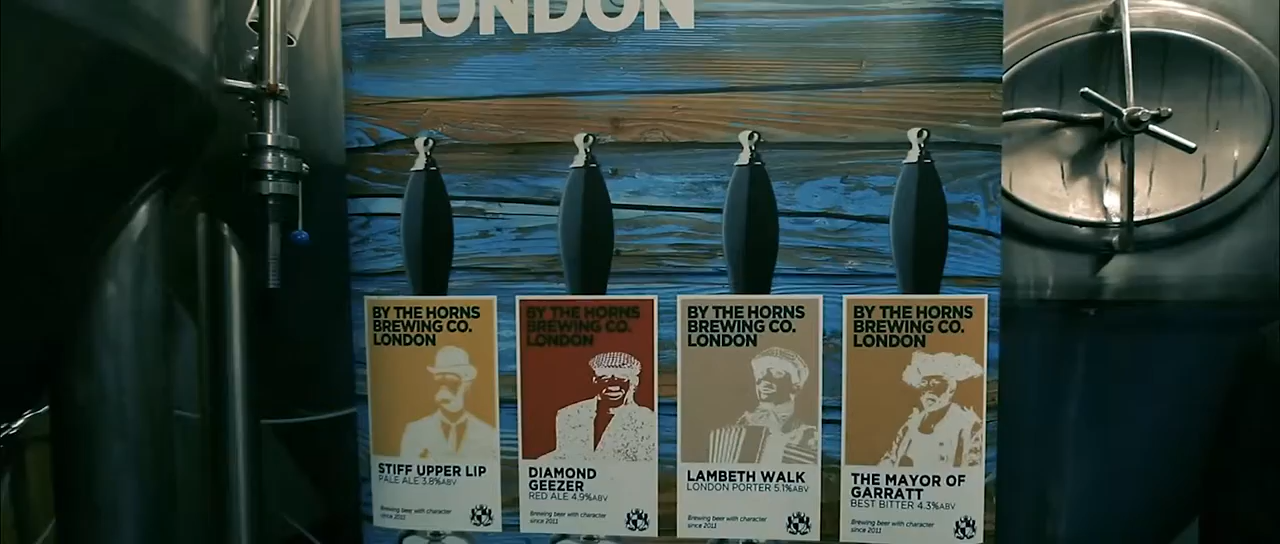 LONDON
BY THE HORNS
BREWING CO.
LONDON
STIFF UPPER LIP
PALE ALE 3.8%ABV
Brewing beer with character
since 2011
BY THE HORNS
BREWING CO.
LONDON
DIAMOND
GEEZER
RED ALE 4.9%ABV
Brewing beer with character
since 2011
BY THE HORNS
BREWING CO.
LONDON
LAMBETH WALK
LONDON PORTER 5.1%ABV
Brewing beer with character
since 2011
BY THE HORNS
BREWING CO.
LONDON
THE MAYOR OF
GARRATT
BEST BITTER 4.3%ABV
Brewing beer with character
since 2011